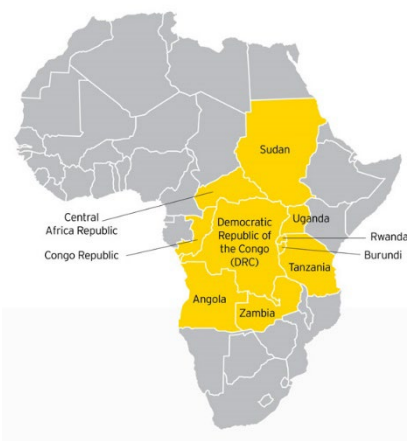 Sudan
Central
Africa Republic
Uganda
Democratic
Republic of
the Congo
(DRC)
Rwanda
Congo Republic
Burundi
Tanzania
Angola
Zambia